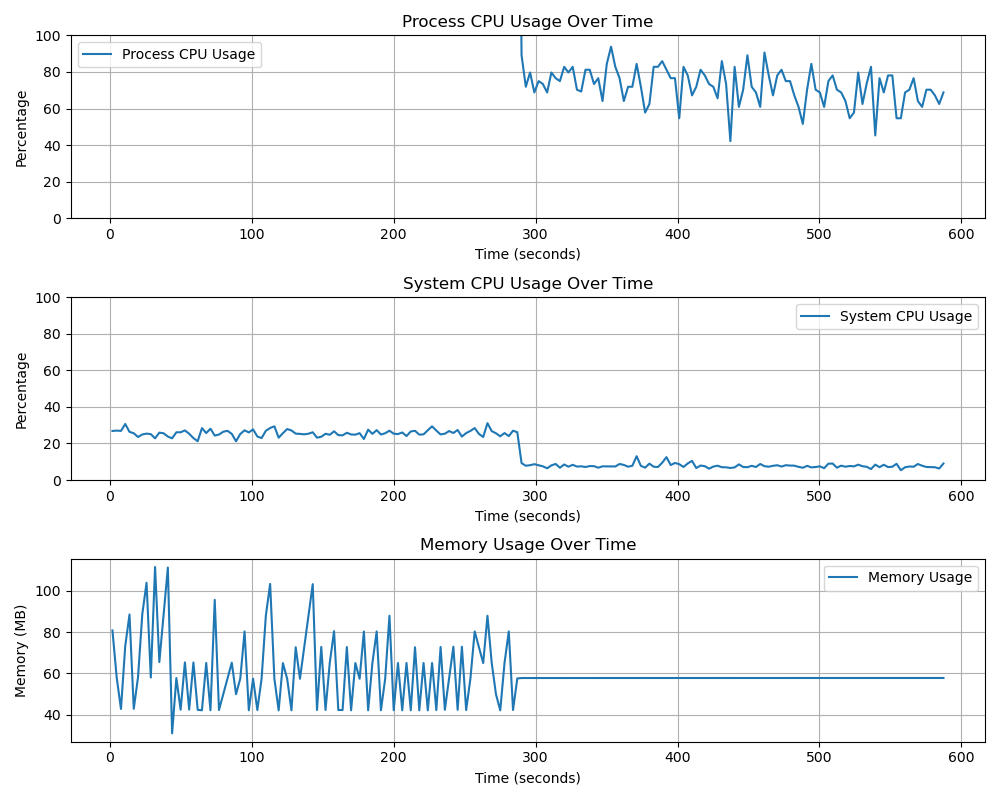 Process CPU Usage Over Time
Process CPU Usage
Percentage
100
80
60
40
20
0
0 100 200 300 400 500 600
Time (seconds)
System CPU Usage Over Time
System CPU Usage
Percentage
100
80
60
40
20
0
0 100 200 300 400 500 600
Time (seconds)
Memory Usage Over Time
Memory Usage
Memory (MB)
100
80
60
40
0 100 200 300 400 500 600
Time (seconds)